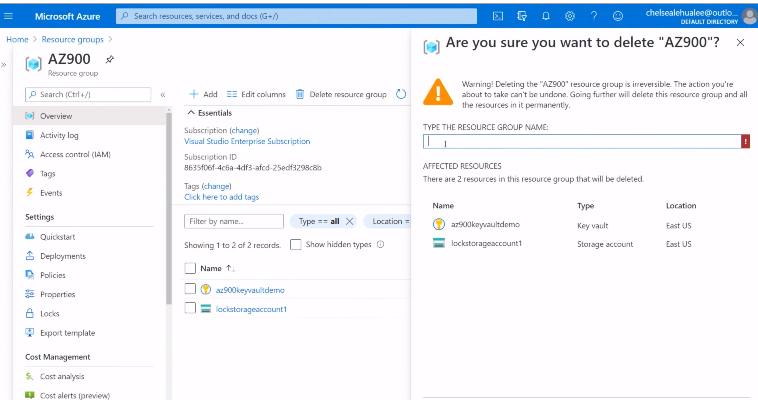 Microsoft Azure
Search resources, services, and docs (G+/)
chelsealehualee@outlo...
DEFAULT DIRECTORY
Home > Resource groups >
AZ900
Resource group
Search (Ctrl+/)
Overview
Activity log
Access control (IAM)
Tags
Events
Settings
Quickstart
Deployments
Policies
Properties
Locks
Export template
Cost Management
Cost analysis
Cost alerts (preview)
Add Edit columns Delete resource group
Essentials
Subscription (change)
Visual Studio Enterprise Subscription
Subscription ID
8635f06f-4c6a-4df3-afcd-25edf3298c8b
Tags (change)
Click here to add tags
Filter by name... Type == all Location =
Showing 1 to 2 of 2 records. Show hidden types
Name
az900keyvaultdemo
lockstorageaccount1
Are you sure you want to delete "AZ900"?
Warning! Deleting the "AZ900" resource group is irreversible. The action you're
about to take can't be undone. Going further will delete this resource group and all
the resources in it permanently.
TYPE THE RESOURCE GROUP NAME:
AFFECTED RESOURCES
There are 2 resources in this resource group that will be deleted.
Name Type Location
az900keyvaultdemo Key vault East US
lockstorageaccount1 Storage account East US